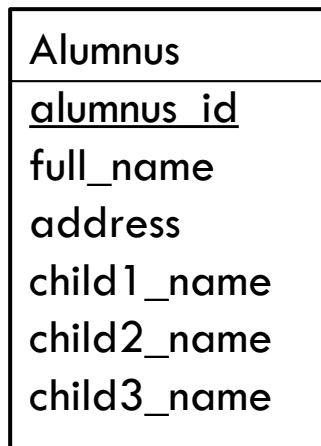 Alumnus
alumnus_id
full_name
address
child1_name
child2_name
child3_name